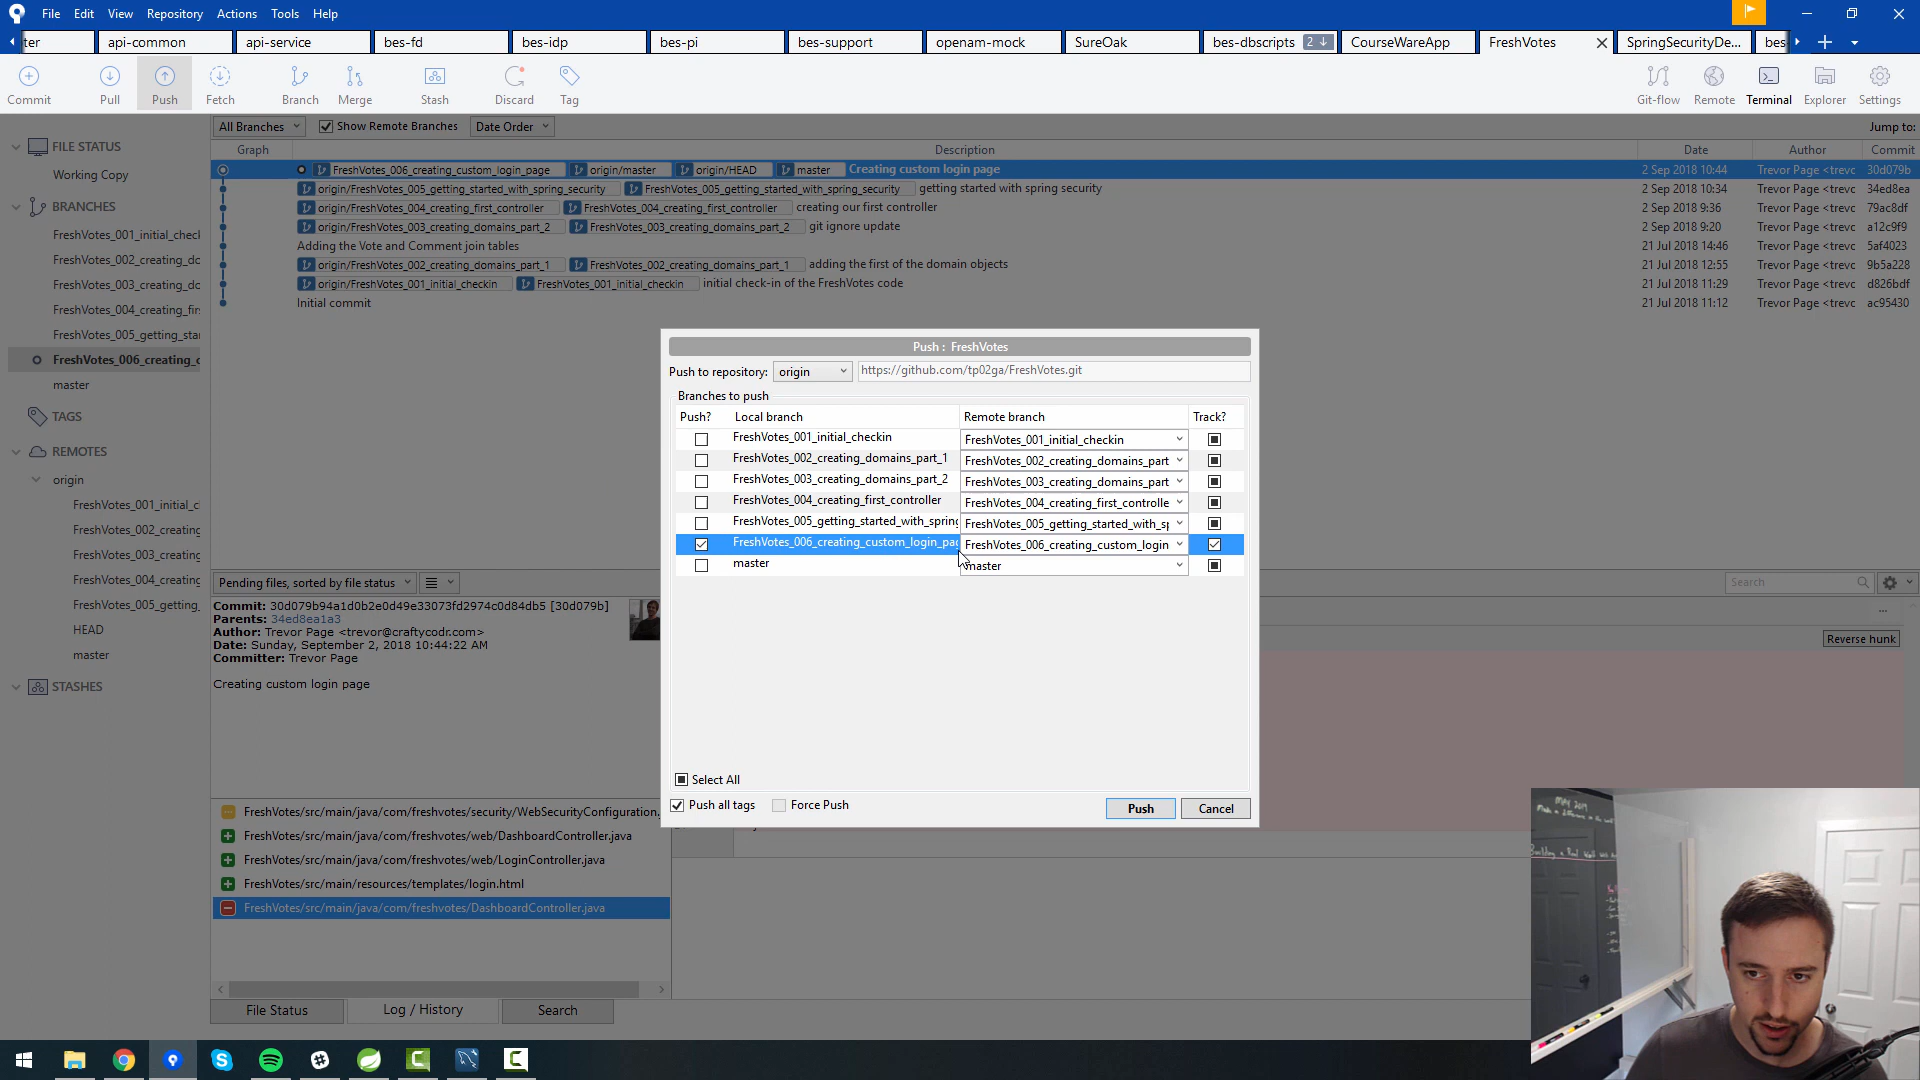 File Edit View Repository Actions Tools Help
ter api-common api-service bes-fd bes-idp bes-pi bes-support openam-mock SureOak bes-dbscripts 2 CourseWareApp FreshVotes SpringSecurityDe... bes-
Commit Pull Push Fetch Branch Merge Stash Discard Tag Git-flow Remote Terminal Explorer Settings
All Branches Show Remote Branches Date Order Jump to:
Graph Description Date Author Commit
FreshVotes_006_creating_custom_login_page origin/master origin/HEAD master Creating custom login page 2 Sep 2018 10:44 Trevor Page <trevc 30d079b
origin/FreshVotes_005_getting_started_with_spring_security FreshVotes_005_getting_started_with_spring_security getting started with spring security 2 Sep 2018 10:34 Trevor Page <trevc 34ed8ea
origin/FreshVotes_004_creating_first_controller FreshVotes_004_creating_first_controller creating our first controller 2 Sep 2018 9:36 Trevor Page <trevc 79ac8df
origin/FreshVotes_003_creating_domains_part_2 FreshVotes_003_creating_domains_part_2 git ignore update 2 Sep 2018 9:20 Trevor Page <trevc a12c9f9
Adding the Vote and Comment join tables 21 Jul 2018 14:46 Trevor Page <trevc 5af4023
origin/FreshVotes_002_creating_domains_part_1 FreshVotes_002_creating_domains_part_1 adding the first of the domain objects 21 Jul 2018 12:55 Trevor Page <trevc 9b5a228
origin/FreshVotes_001_initial_checkin FreshVotes_001_initial_checkin initial check-in of the FreshVotes code 21 Jul 2018 11:29 Trevor Page <trevc d826bdf
Initial commit 21 Jul 2018 11:12 Trevor Page <trevc ac95430
FILE STATUS
Working Copy
BRANCHES
FreshVotes_001_initial_check
FreshVotes_002_creating_do
FreshVotes_003_creating_do
FreshVotes_004_creating_fir
FreshVotes_005_getting_sta
FreshVotes_006_creating_c
master
TAGS
REMOTES
origin
FreshVotes_001_initial_c
FreshVotes_002_creating
FreshVotes_003_creating
FreshVotes_004_creating
FreshVotes_005_getting_
HEAD
master
STASHES
Push : FreshVotes
Push to repository: origin https://github.com/tp02ga/FreshVotes.git
Branches to push
Push? Local branch Remote branch Track?
FreshVotes_001_initial_checkin FreshVotes_001_initial_checkin
FreshVotes_002_creating_domains_part_1 FreshVotes_002_creating_domains_part
FreshVotes_003_creating_domains_part_2 FreshVotes_003_creating_domains_part
FreshVotes_004_creating_first_controller FreshVotes_004_creating_first_controlle
FreshVotes_005_getting_started_with_spring FreshVotes_005_getting_started_with_sp
FreshVotes_006_creating_custom_login_pag FreshVotes_006_creating_custom_login
master master
Select All
Push all tags Force Push Push Cancel
Pending files, sorted by file status Search
Commit: 30d079b94a1d0b2e0d49e33073fd2974c0d84db5 [30d079b]
Parents: 34ed8ea1a3
Author: Trevor Page <trevor@craftycodr.com>
Date: Sunday, September 2, 2018 10:44:22 AM
Committer: Trevor Page
Creating custom login page
Reverse hunk
FreshVotes/src/main/java/com/freshvotes/security/WebSecurityConfiguration.
FreshVotes/src/main/java/com/freshvotes/web/DashboardController.java
FreshVotes/src/main/java/com/freshvotes/web/LoginController.java
FreshVotes/src/main/resources/templates/login.html
FreshVotes/src/main/java/com/freshvotes/DashboardController.java
File Status Log / History Search
MAY 2019